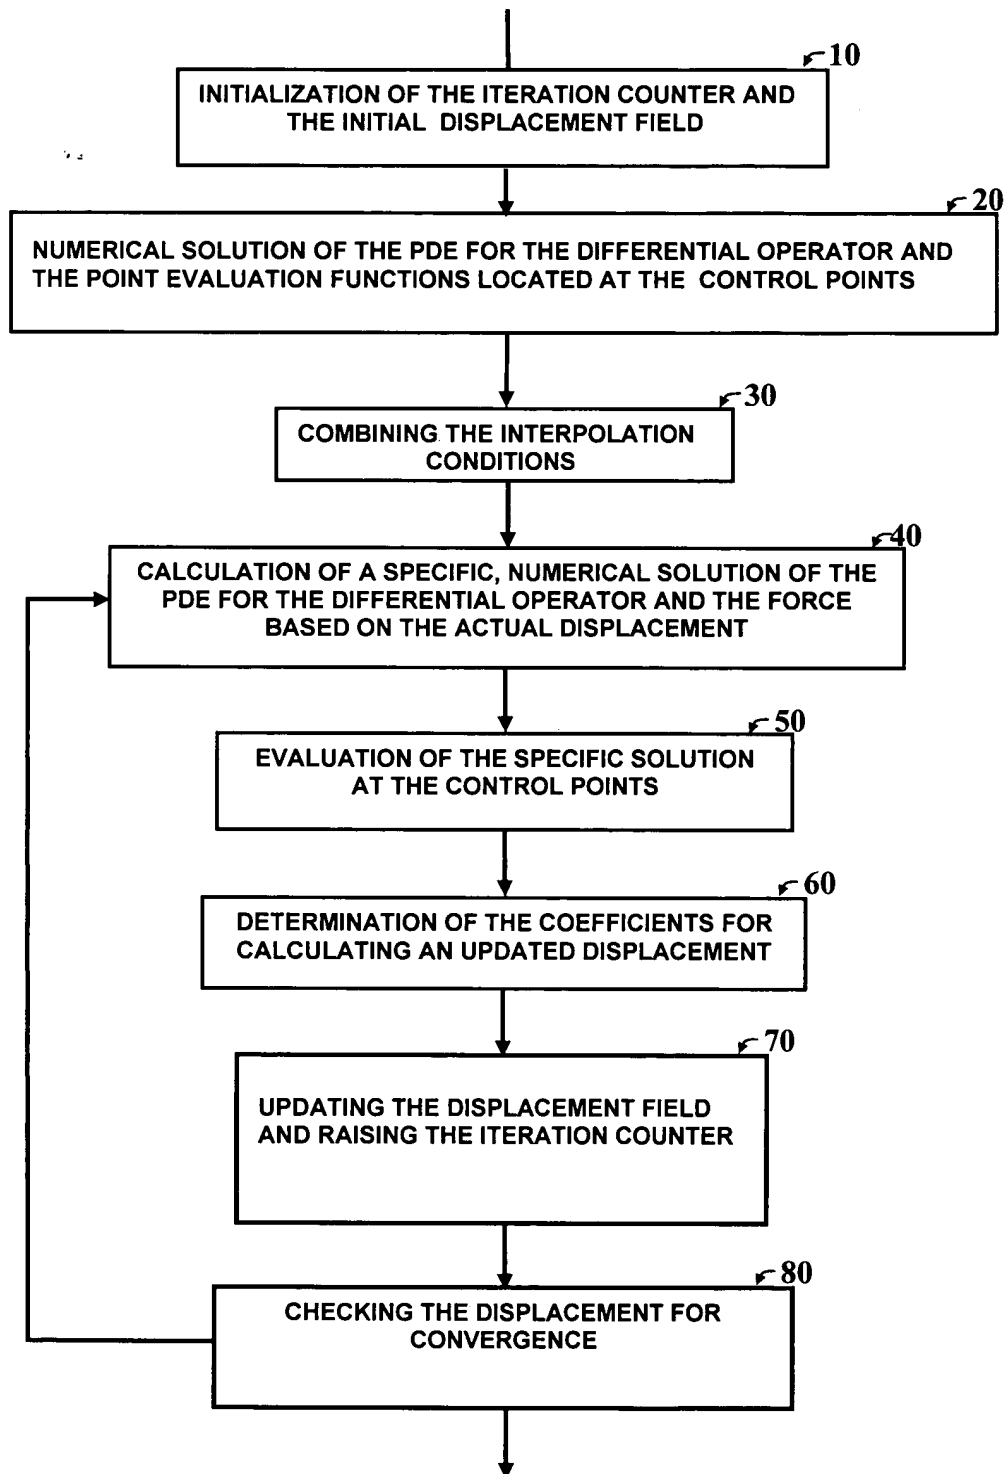 10
INITIALIZATION OF THE ITERATION COUNTER AND
THE INITIAL DISPLACEMENT FIELD
20
NUMERICAL SOLUTION OF THE PDE FOR THE DIFFERENTIAL OPERATOR AND
THE POINT EVALUATION FUNCTIONS LOCATED AT THE CONTROL POINTS
30
COMBINING THE INTERPOLATION
CONDITIONS
40
CALCULATION OF A SPECIFIC, NUMERICAL SOLUTION OF THE
PDE FOR THE DIFFERENTIAL OPERATOR AND THE FORCE
BASED ON THE ACTUAL DISPLACEMENT
50
EVALUATION OF THE SPECIFIC SOLUTION
AT THE CONTROL POINTS
60
DETERMINATION OF THE COEFFICIENTS FOR
CALCULATING AN UPDATED DISPLACEMENT
70
UPDATING THE DISPLACEMENT FIELD
AND RAISING THE ITERATION COUNTER
80
CHECKING THE DISPLACEMENT FOR
CONVERGENCE